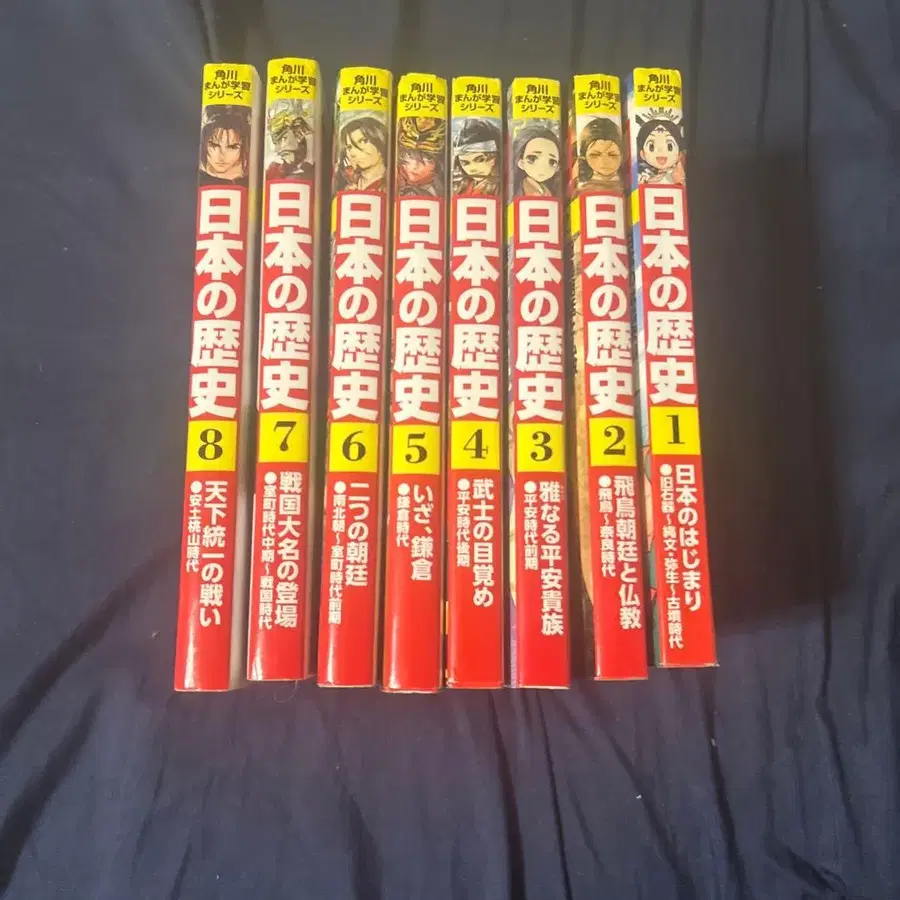 角川
まんが学習
シリーズ
日本の歴史
8
天下統一の戦い
●安土桃山時代
角川
まんが学習
シリーズ
日本の歴史
7
戦国大名の登場
●室町時代中期～戦国時代
角川
まんが学習
シリーズ
日本の歴史
6
二つの朝廷
●南北朝～室町時代前期
角川
まんが学習
シリーズ
日本の歴史
5
いざ、鎌倉
●鎌倉時代
角川
まんが学習
シリーズ
日本の歴史
4
武士の目覚め
●平安時代後期
角川
まんが学習
シリーズ
日本の歴史
3
雅なる平安貴族
●平安時代前期
角川
まんが学習
シリーズ
日本の歴史
2
飛鳥朝廷と仏教
●飛鳥～奈良時代
角川
まんが学習
シリーズ
日本の歴史
1
日本のはじまり
●旧石器～縄文・弥生～古墳時代